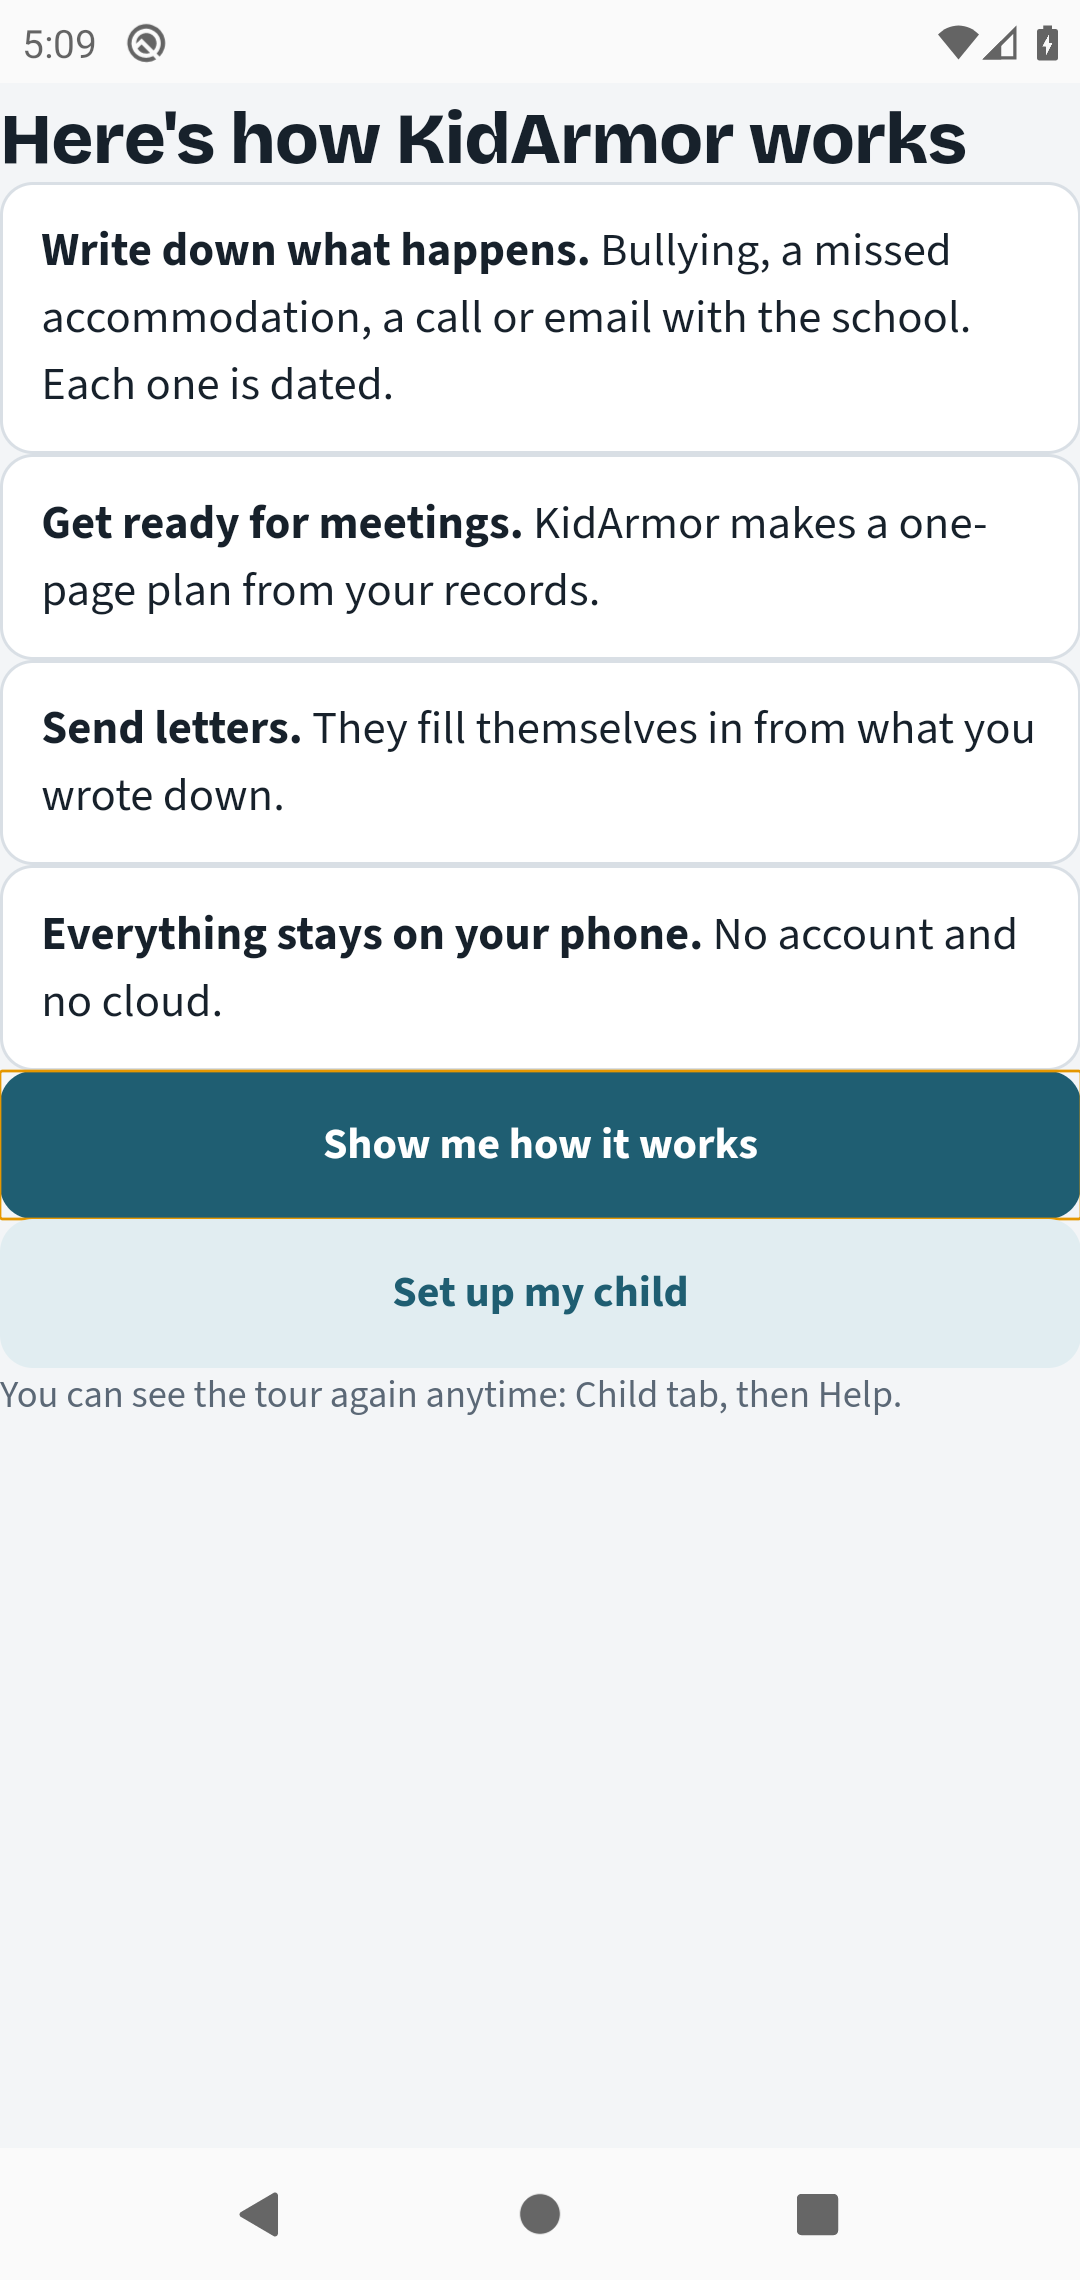 5:09
Here's how KidArmor works
Write down what happens. Bullying, a missed
accommodation, a call or email with the school.
Each one is dated.
Get ready for meetings. KidArmor makes a one-
page plan from your records.
Send letters. They fill themselves in from what you
wrote down.
Everything stays on your phone. No account and
no cloud.
Show me how it works
Set up my child
You can see the tour again anytime: Child tab, then Help.